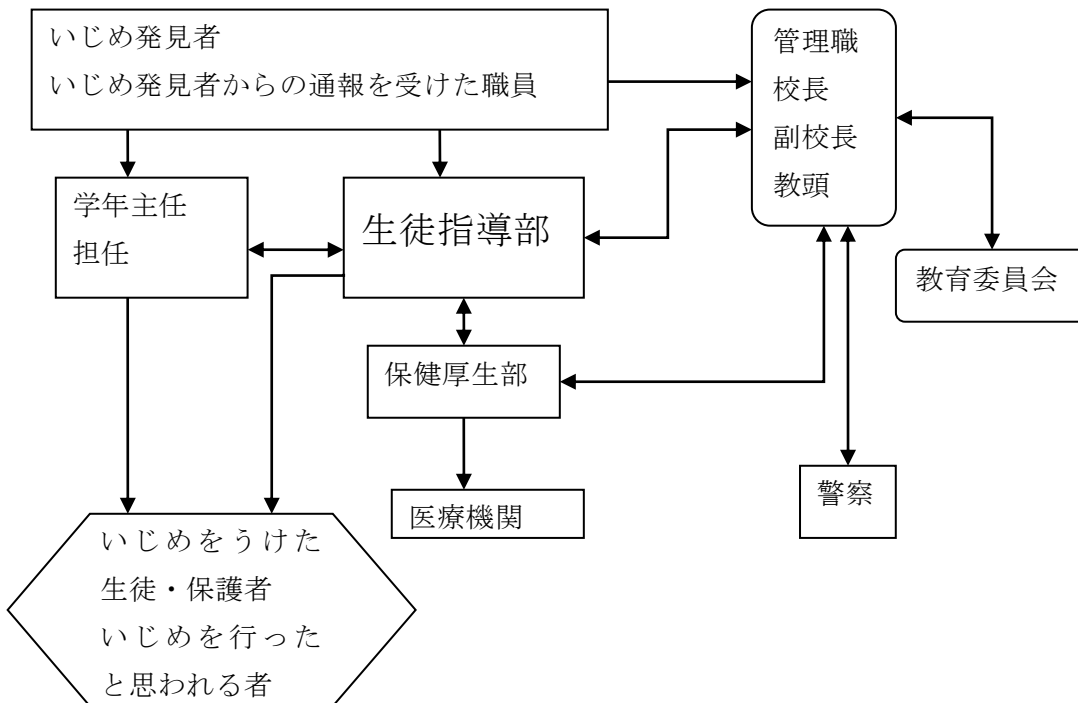 いじめ発見者
いじめ発見者からの通報を受けた職員
管理職
校長
副校長
教頭
学年主任
担任
生徒指導部
教育委員会
保健厚生部
医療機関
警察
いじめをうけた
生徒・保護者
いじめを行った
と思われる者